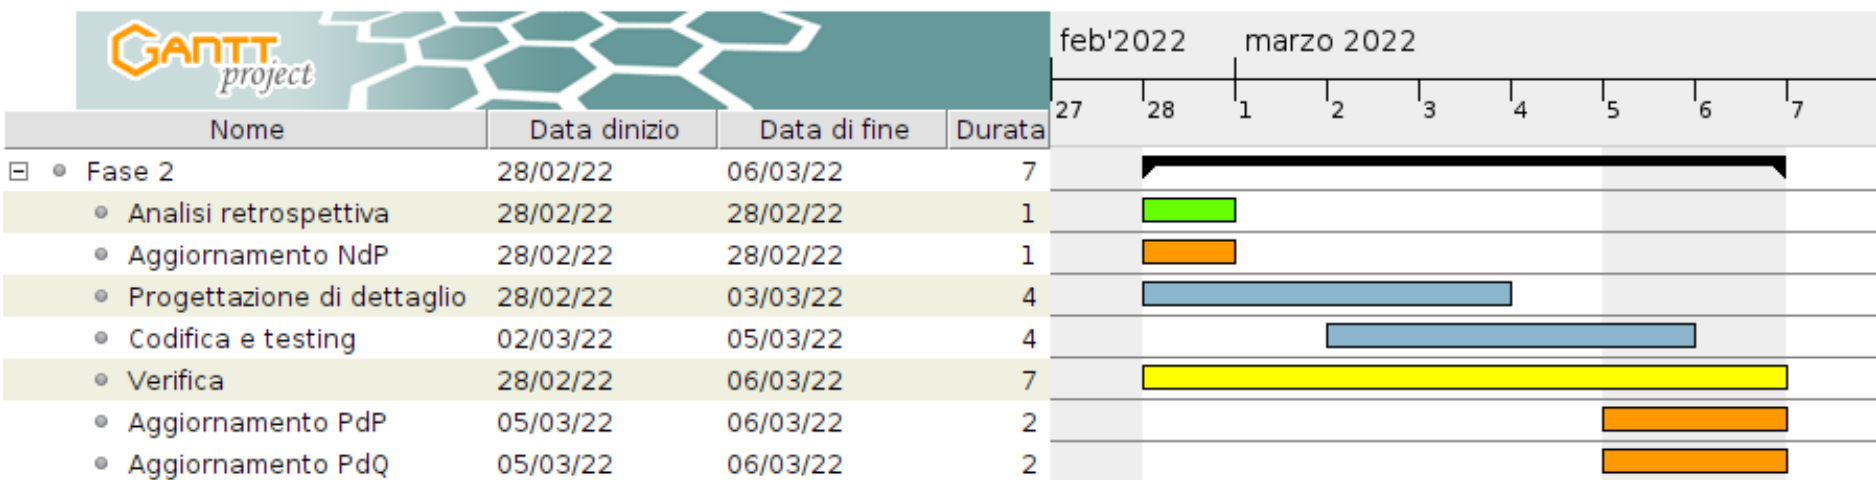 GANTT project
feb'2022 marzo 2022
27 28 1 2 3 4 5 6 7
Nome Data dinizio Data di fine Durata
Fase 2 28/02/22 06/03/22 7
Analisi retrospettiva 28/02/22 28/02/22 1
Aggiornamento NdP 28/02/22 28/02/22 1
Progettazione di dettaglio 28/02/22 03/03/22 4
Codifica e testing 02/03/22 05/03/22 4
Verifica 28/02/22 06/03/22 7
Aggiornamento PdP 05/03/22 06/03/22 2
Aggiornamento PdQ 05/03/22 06/03/22 2